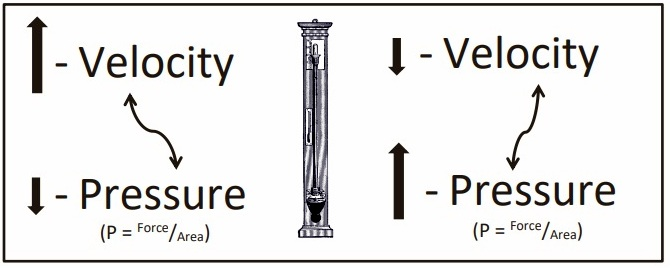 - Velocity
- Pressure
(P = Force/Area)
- Velocity
- Pressure
(P = Force/Area)